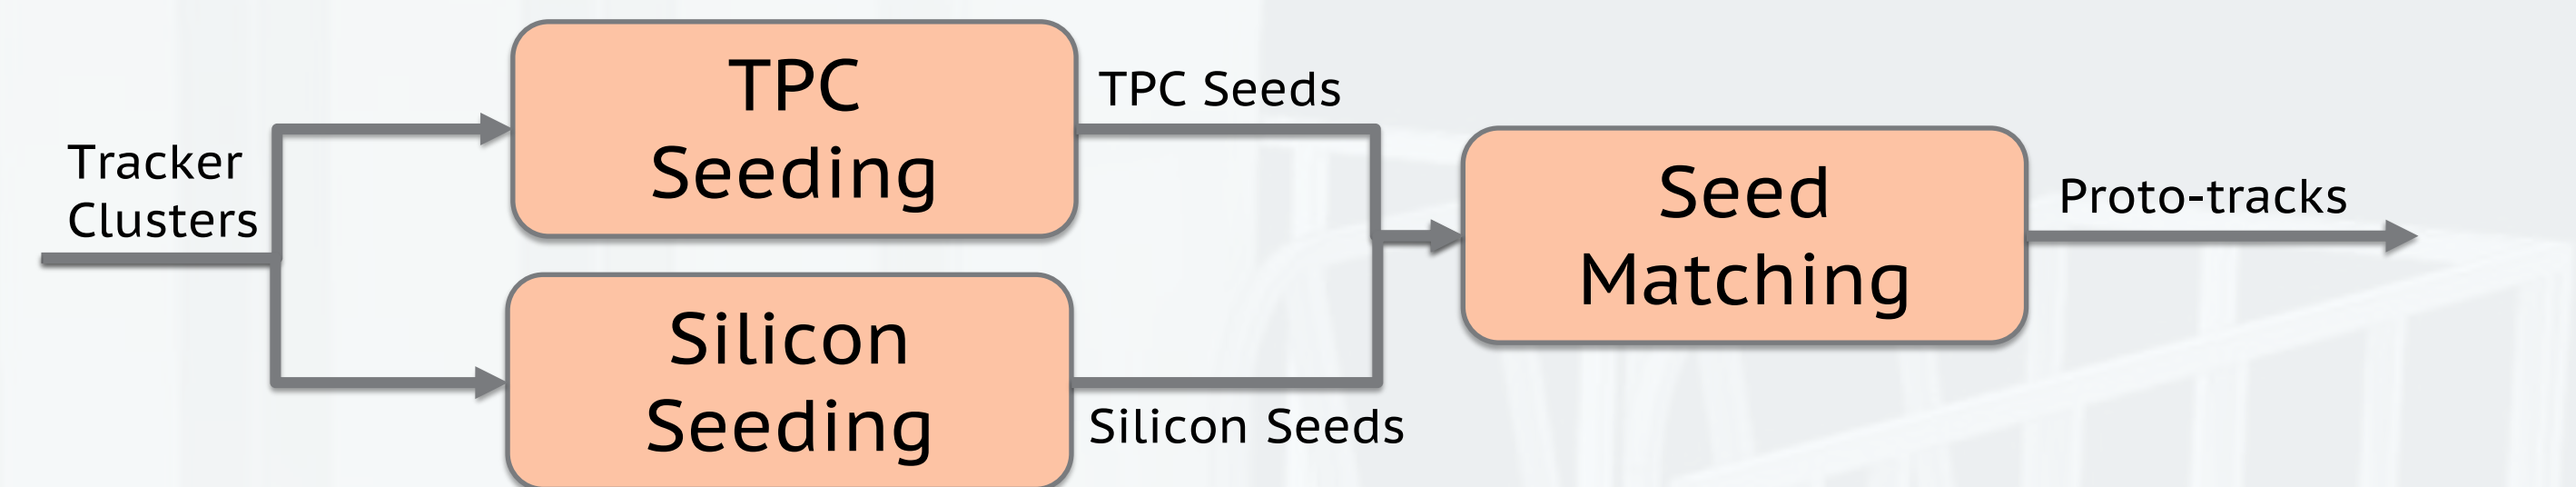 Tracker
Clusters
TPC
Seeding
TPC Seeds
Silicon
Seeding
Silicon Seeds
Seed
Matching
Proto-tracks